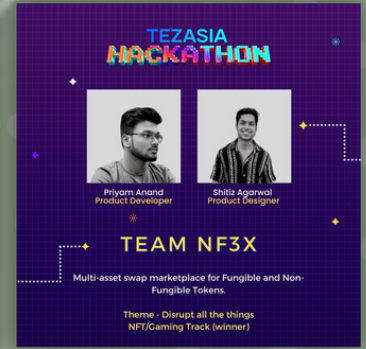 TEZASIA
HACKATHON
Priyam Anand
Product Developer
Shitiz Agarwal
Product Designer
TEAM NF3X
Multi-asset swap marketplace for Fungible and Non-
Fungible Tokens.
Theme - Disrupt all the things
NFT/Gaming Track (winner)